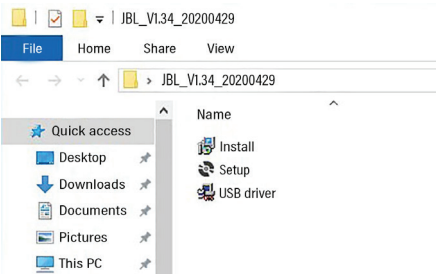 JBL_V1.34_20200429
File Home Share View
JBL_V1.34_20200429
Quick access
Desktop
Downloads
Documents
Pictures
This PC
Name
Install
Setup
USB driver